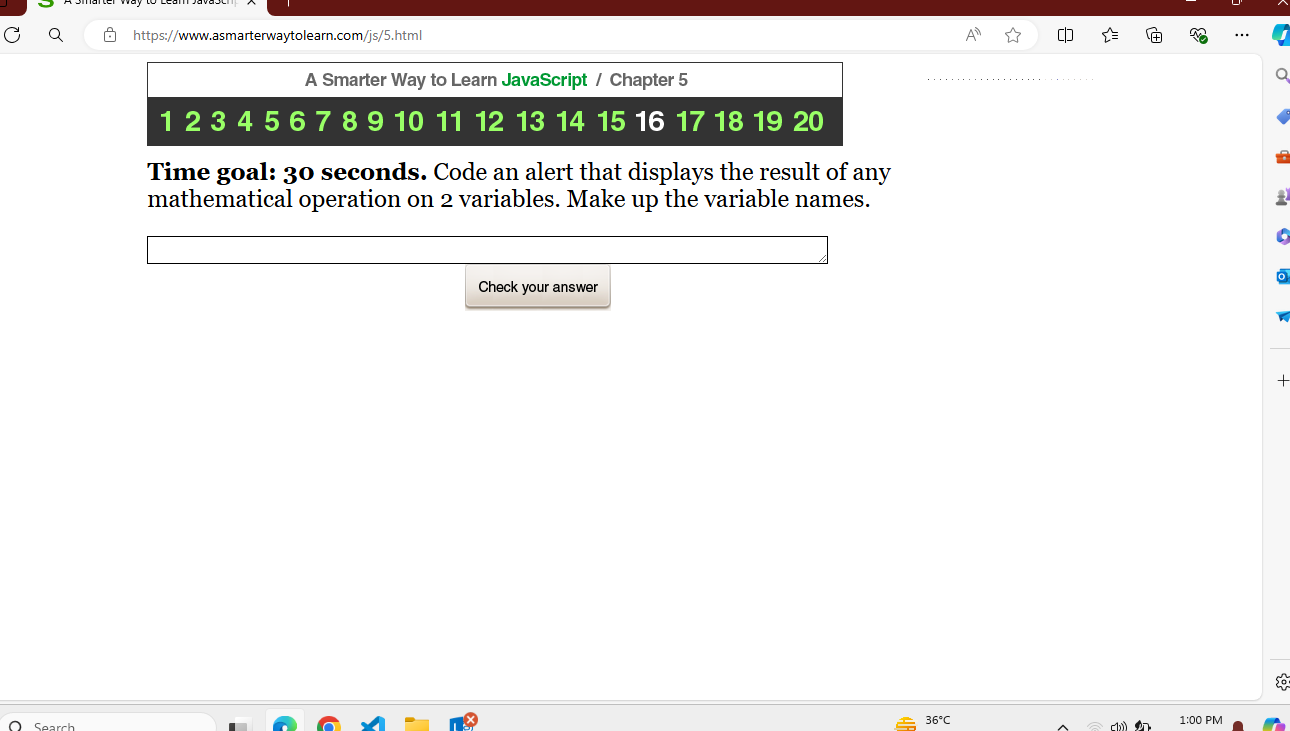 A Smarter Way to Learn JavaScrip
https://www.asmarterwaytolearn.com/js/5.html
A Smarter Way to Learn JavaScript / Chapter 5
1 2 3 4 5 6 7 8 9 10 11 12 13 14 15 16 17 18 19 20
Time goal: 30 seconds. Code an alert that displays the result of any
mathematical operation on 2 variables. Make up the variable names.
Check your answer
Search
36°C
1:00 PM